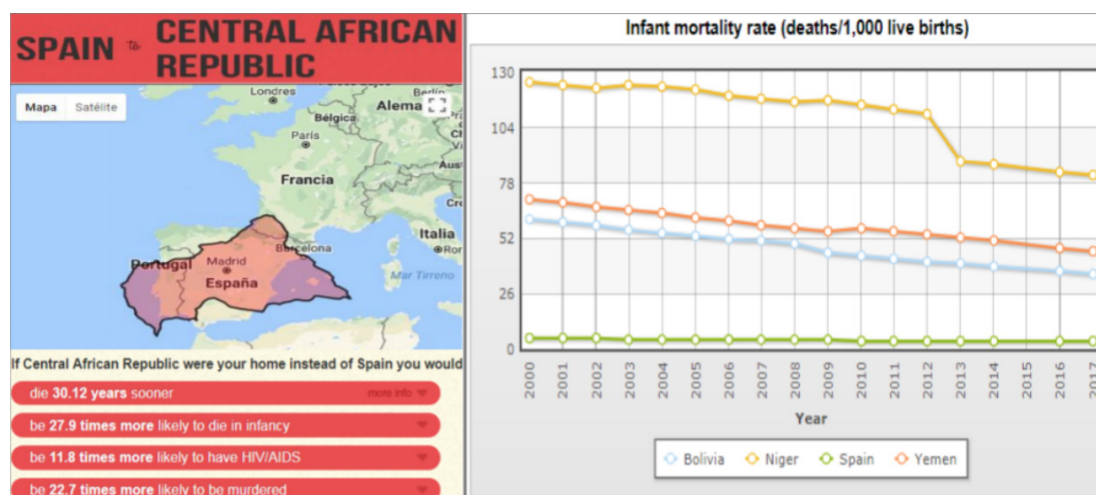 SPAIN to CENTRAL AFRICAN
REPUBLIC
Mapa Satélite
Londres
Berlín
Bélgica
Alema
París
Francia
Aus
Cro
Italia
Ror
Barcelona
Portugal
Madrid
España
Mar Tirreno
If Central African Republic were your home instead of Spain you would
die 30.12 years sooner more info
be 27.9 times more likely to die in infancy
be 11.8 times more likely to have HIV/AIDS
be 22.7 times more likely to be murdered
Infant mortality rate (deaths/1,000 live births)
130
104
78
52
26
0
2000 2001 2002 2003 2004 2005 2006 2007 2008 2009 2010 2011 2012 2013 2014 2015 2016 2017
Year
Bolivia Niger Spain Yemen